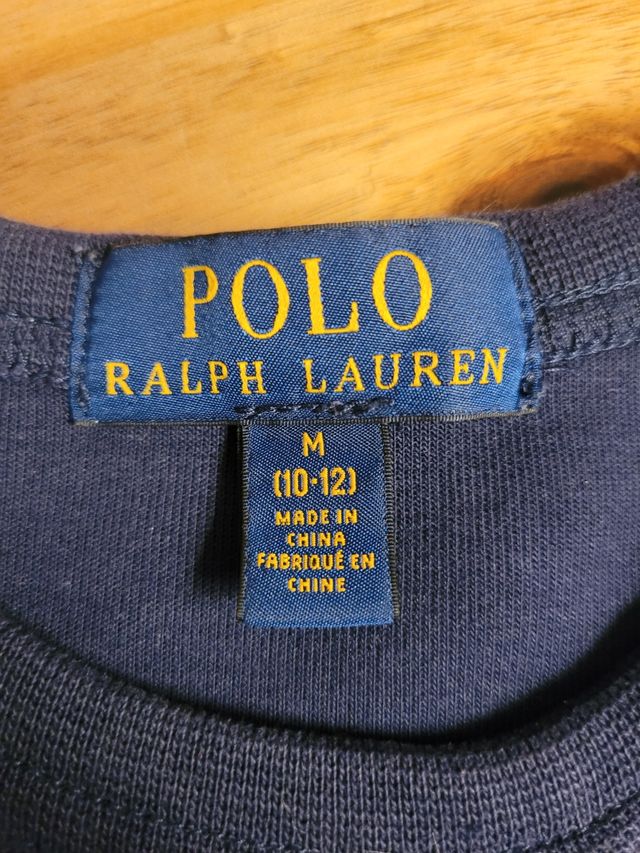 POLO
RALPH LAUREN
M
(10-12)
MADE IN
CHINA
FABRIQUÉ EN
CHINE